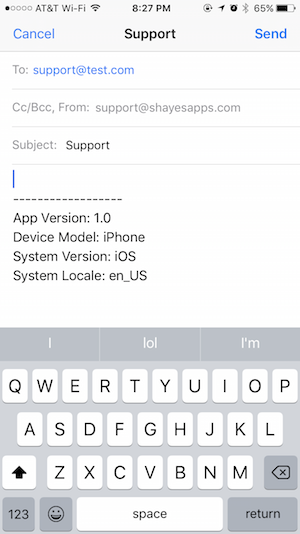 AT&T Wi-Fi 8:27 PM 65%
Cancel Support Send
To: support@test.com
Cc/Bcc, From: support@shayesapps.com
Subject: Support
------------------
App Version: 1.0
Device Model: iPhone
System Version: iOS
System Locale: en_US
I lol I'm
Q W E R T Y U I O P
A S D F G H J K L
Z X C V B N M
123 space return